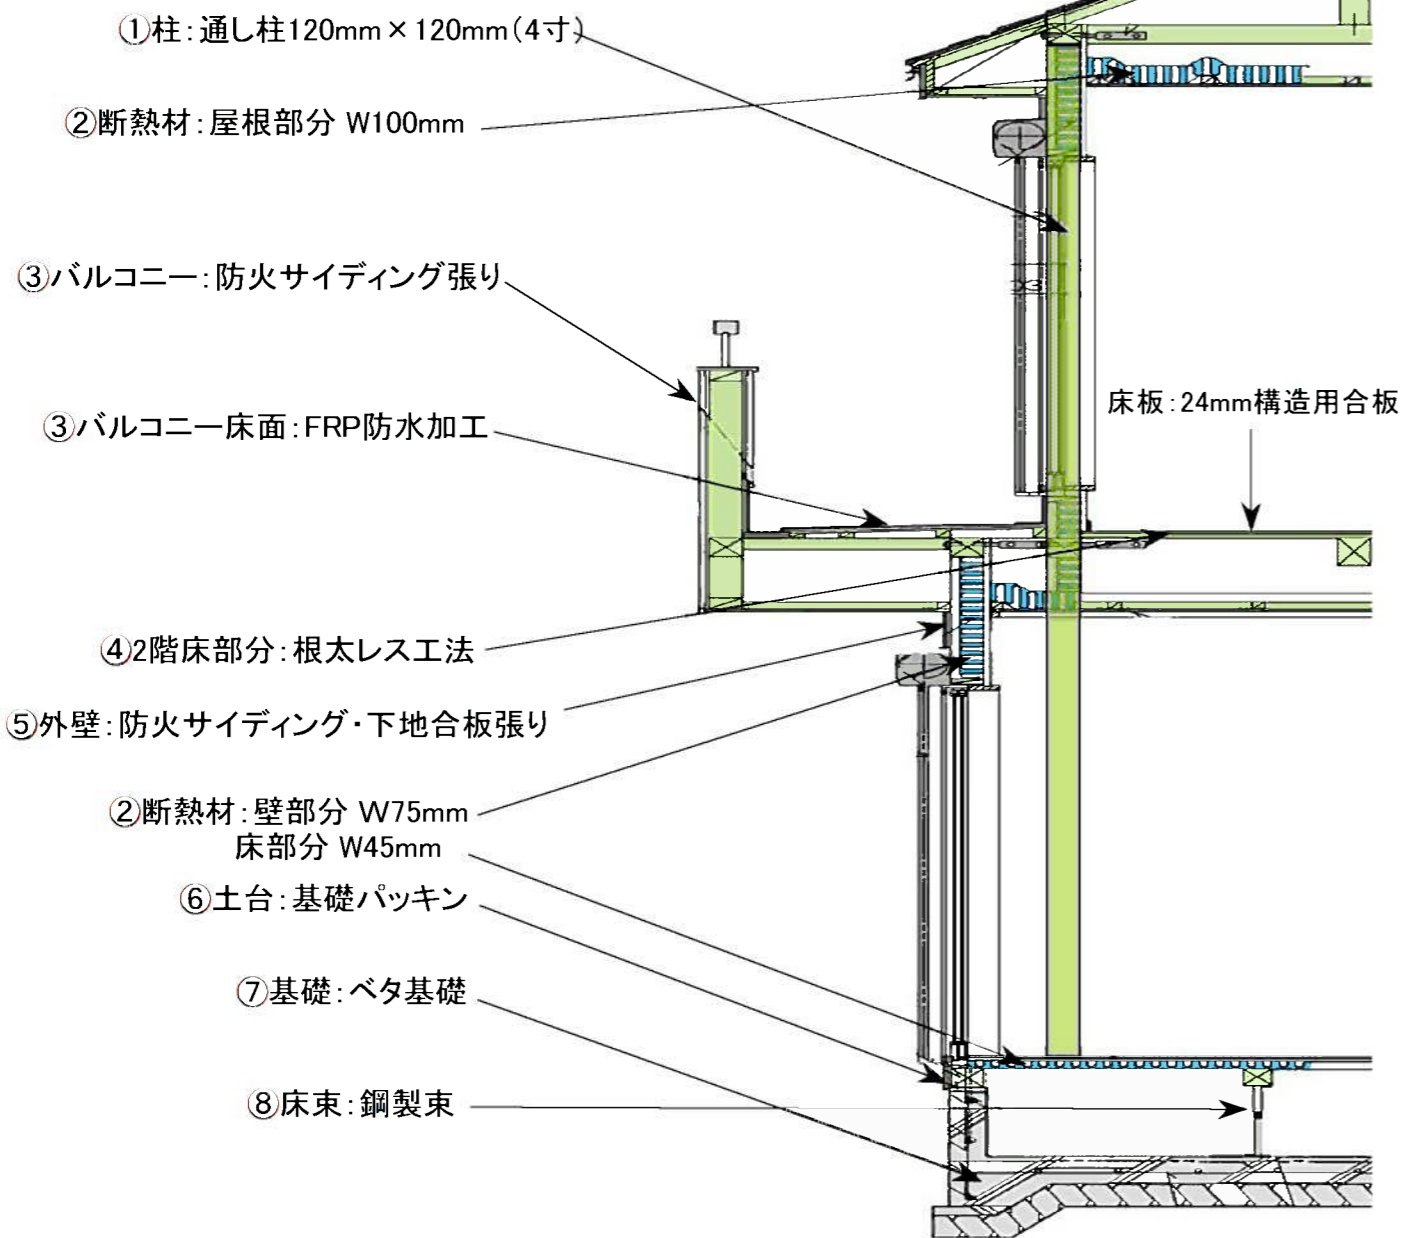 ①柱：通し柱120mm×120mm(4寸)
②断熱材：屋根部分 W100mm
③バルコニー：防火サイディング張り
床板：24mm構造用合板
③バルコニー床面：FRP防水加工
④2階床部分：根太レス工法
⑤外壁：防火サイディング・下地合板張り
②断熱材：壁部分 W75mm
床部分 W45mm
⑥土台：基礎パッキン
⑦基礎：ベタ基礎
⑧床束：鋼製束